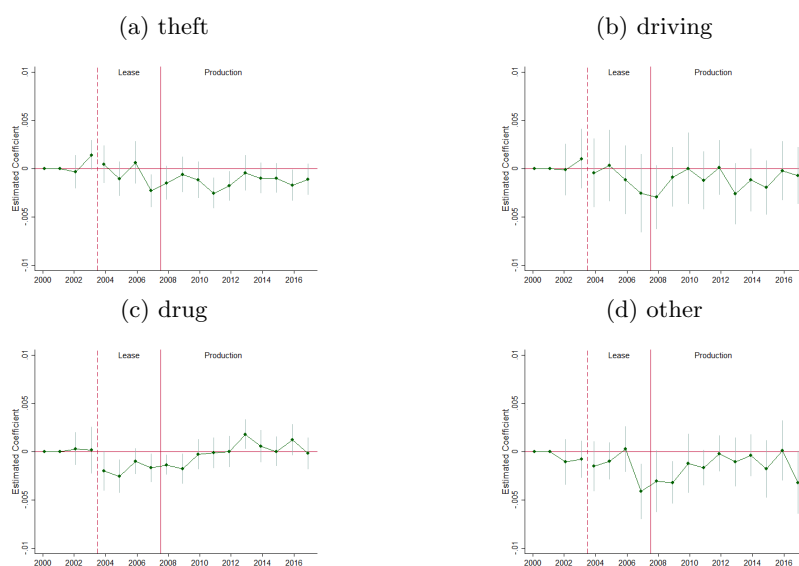 (a) theft
(b) driving
.01
.005
0
-.005
-.01
Estimated Coefficient
Lease
Production
2000 2002 2004 2006 2008 2010 2012 2014 2016
.01
.005
0
-.005
-.01
Estimated Coefficient
Lease
Production
2000 2002 2004 2006 2008 2010 2012 2014 2016
(c) drug
(d) other
.01
.005
0
-.005
-.01
Estimated Coefficient
Lease
Production
2000 2002 2004 2006 2008 2010 2012 2014 2016
.01
.005
0
-.005
-.01
Estimated Coefficient
Lease
Production
2000 2002 2004 2006 2008 2010 2012 2014 2016